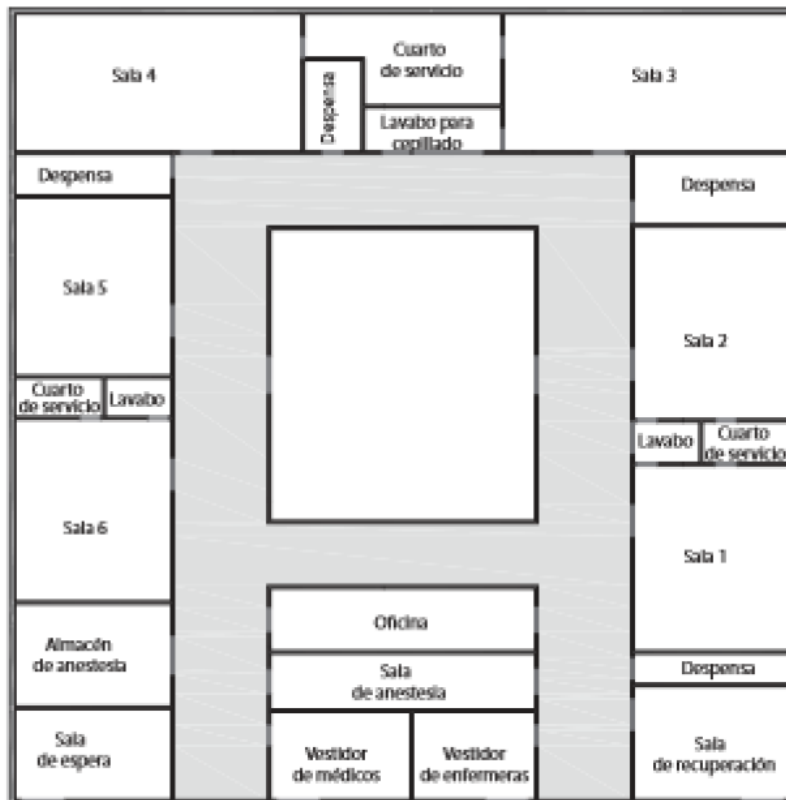 Sala 4
Despensa
Cuarto
de servicio
Lavabo para
cepillado
Sala 3
Despensa
Despensa
Sala 5
Sala 2
Cuarto
de servicio
Lavabo
Lavabo
Cuarto
de servicio
Sala 6
Sala 1
Oficina
Almacén
de anestesia
Sala
de anestesia
Despensa
Sala
de espera
Vestidor
de médicos
Vestidor
de enfermeras
Sala
de recuperación